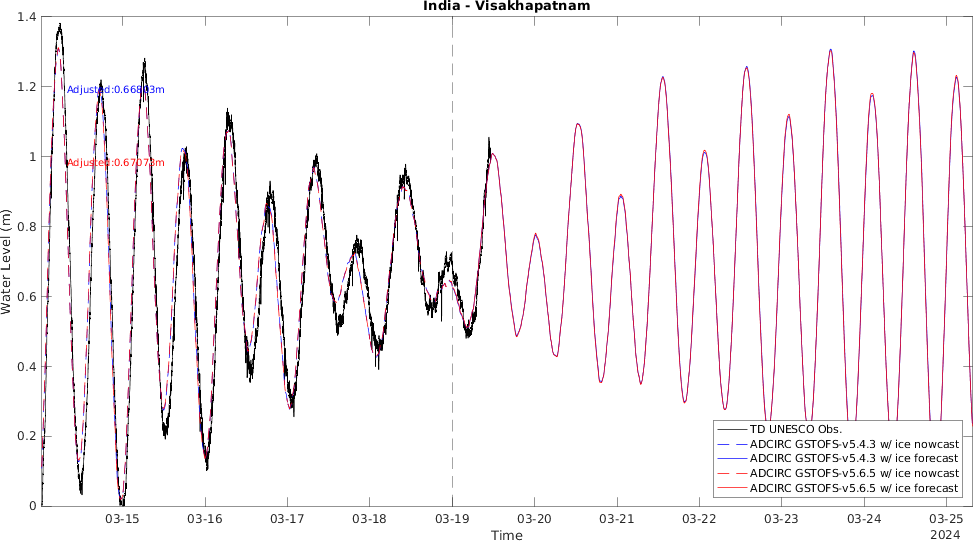 India - Visakhapatnam
1.4
1.2
1
0.8
0.6
0.4
0.2
0
Water Level (m)
Adjusted:0.66803m
Adjusted:0.67073m
TD UNESCO Obs.
ADCIRC GSTOFS-v5.4.3 w/ ice nowcast
ADCIRC GSTOFS-v5.4.3 w/ ice forecast
ADCIRC GSTOFS-v5.6.5 w/ ice nowcast
ADCIRC GSTOFS-v5.6.5 w/ ice forecast
03-15 03-16 03-17 03-18 03-19 03-20 03-21 03-22 03-23 03-24 03-25
Time
2024